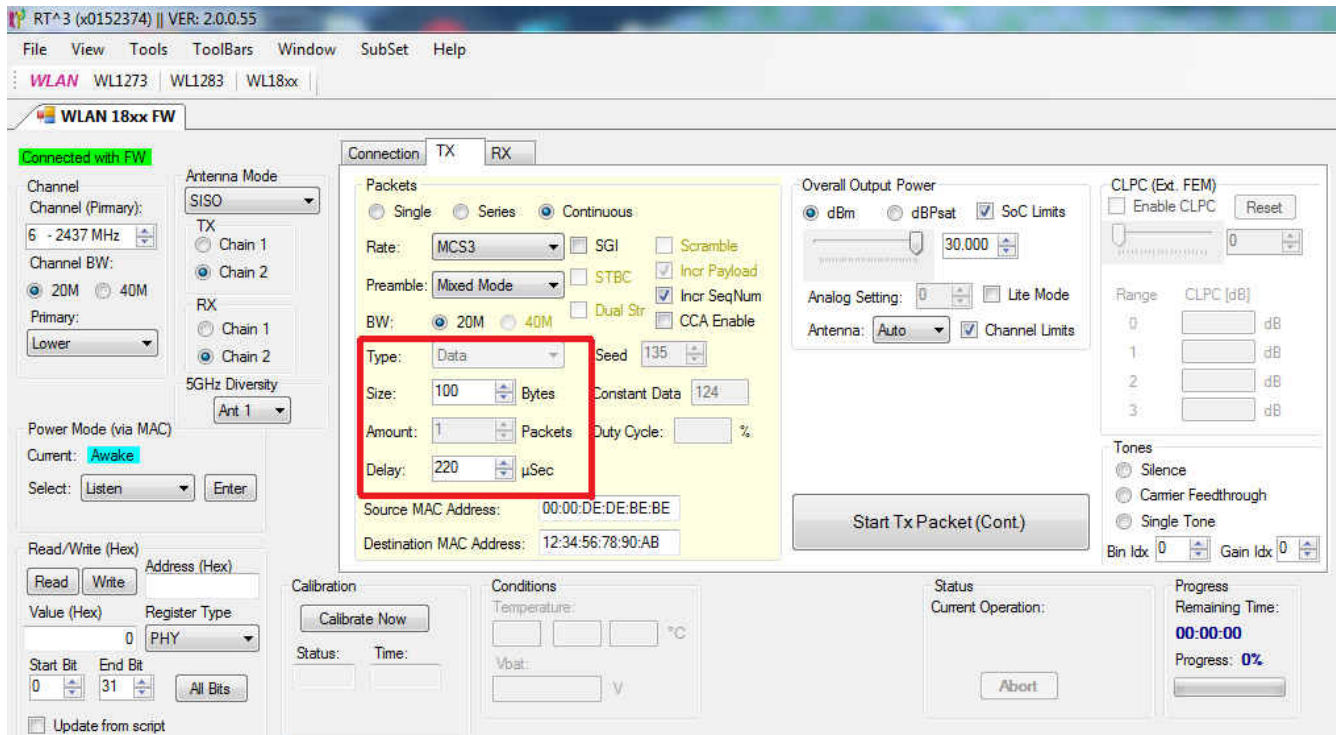 RT^3 (x0152374) || VER: 2.0.0.55
File View Tools ToolBars Window SubSet Help
WLAN WL1273 WL1283 WL18xx
WLAN 18xx FW
Connected with FW
Channel
Channel (Pimary):
6 - 2437 MHz
Channel BW:
20M 40M
Pimary:
Lower
Antenna Mode
SISO
TX
Chain 1
Chain 2
RX
Chain 1
Chain 2
5GHz Diversity
Ant 1
Power Mode (via MAC)
Current: Awake
Select: Listen Enter
Read/Write (Hex)
Address (Hex)
Read Write
Value (Hex) Register Type
0 PHY
Start Bit End Bit
0 31 All Bits
Update from script
Connection TX RX
Packets
Single Series Continuous
Rate: MCS3 SGI Scramble
Preamble: Mixed Mode STBC Incr Payload
Incr SeqNum
BW: 20M 40M Dual Str CCA Enable
Type: Data Seed 135
Size: 100 Bytes Constant Data 124
Amount: 1 Packets Duty Cycle: %
Delay: 220 µSec
Source MAC Address: 00:00:DE:DE:BE:BE
Destination MAC Address: 12:34:56:78:90:AB
Overall Output Power
dBm dBPsat SoC Limits
30.000
Analog Setting: 0 Lite Mode
Antenna: Auto Channel Limits
Start Tx Packet (Cont.)
CLPC (Ext. FEM)
Enable CLPC Reset
0
Range CLPC [dB]
0 dB
1 dB
2 dB
3 dB
Tones
Silence
Carrier Feedthrough
Single Tone
Bin Idx 0 Gain Idx 0
Calibration
Calibrate Now
Status: Time:
Conditions
Temperature:
°C
Vbat:
V
Status
Current Operation:
Abort
Progress
Remaining Time:
00:00:00
Progress: 0%